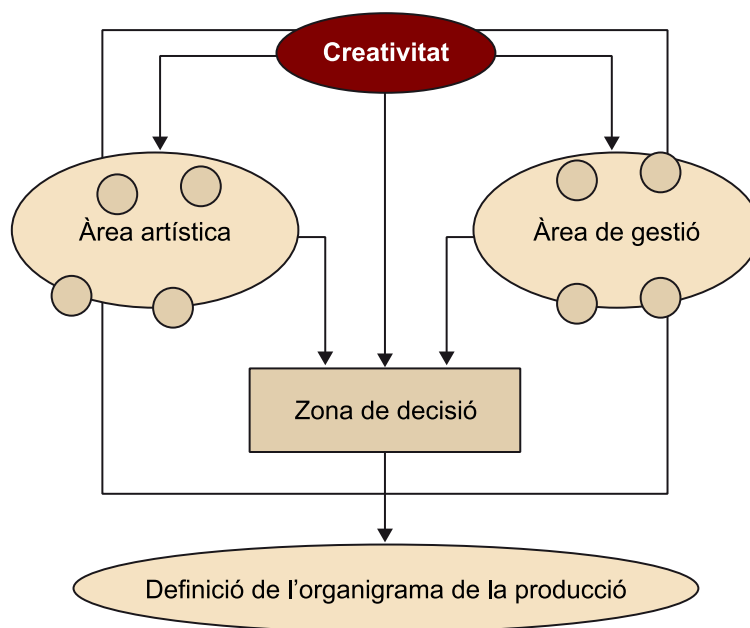 Creativitat
Àrea artística
Àrea de gestió
Zona de decisió
Definició de l’organigrama de la producció